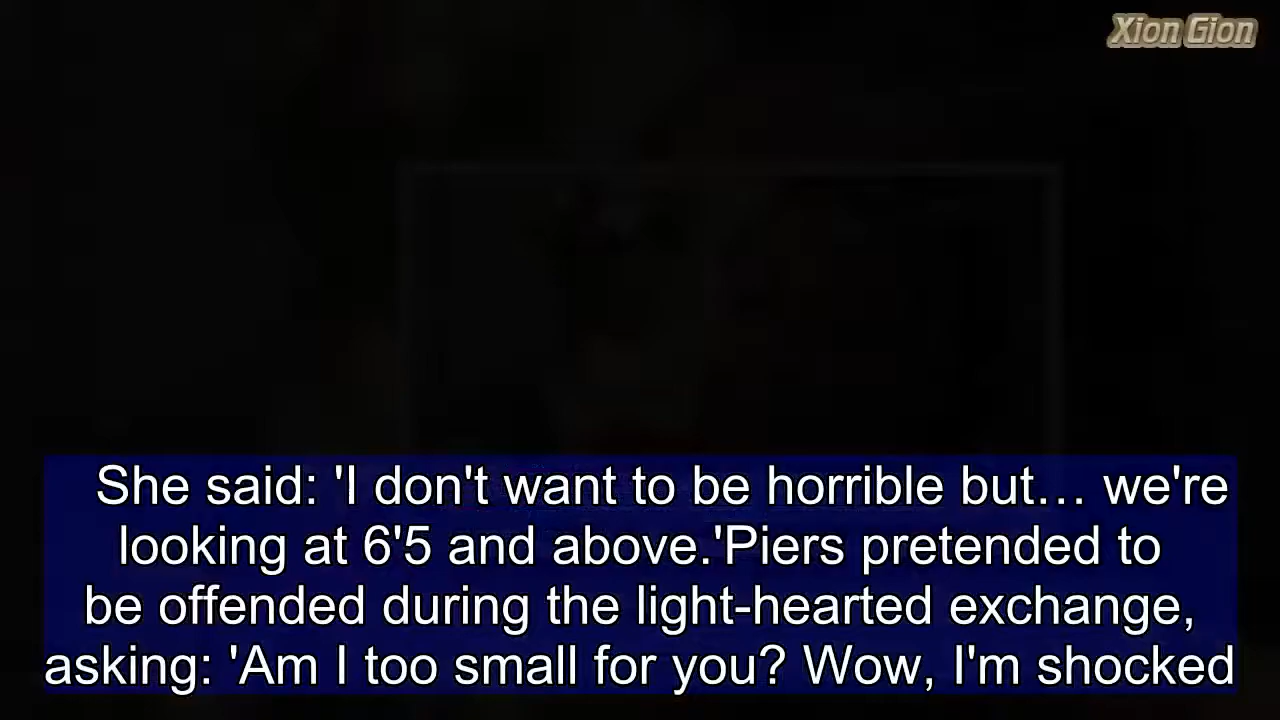 Xion Gion
She said: 'I don't want to be horrible but… we're
looking at 6'5 and above.'Piers pretended to
be offended during the light-hearted exchange,
asking: 'Am I too small for you? Wow, I'm shocked